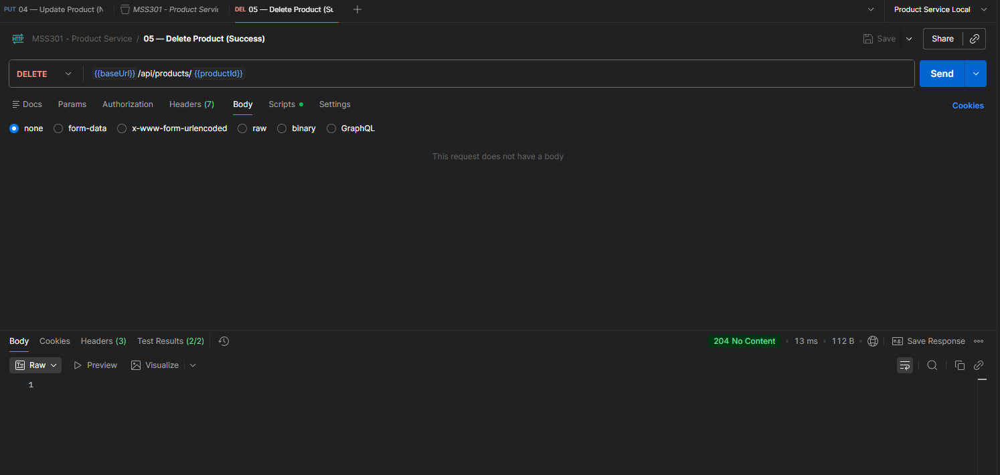 PUT 04 — Update Product (N MSS301 - Product Servic DEL 05 — Delete Product (Su Product Service Local
HTTP MSS301 - Product Service / 05 — Delete Product (Success) Save Share
DELETE {{baseUrl}} /api/products/ {{productId}} Send
Docs Params Authorization Headers (7) Body Scripts Settings Cookies
none form-data x-www-form-urlencoded raw binary GraphQL
This request does not have a body
Body Cookies Headers (3) Test Results (2/2) 204 No Content 13 ms 112 B e.g. Save Response
Raw Preview Visualize
1